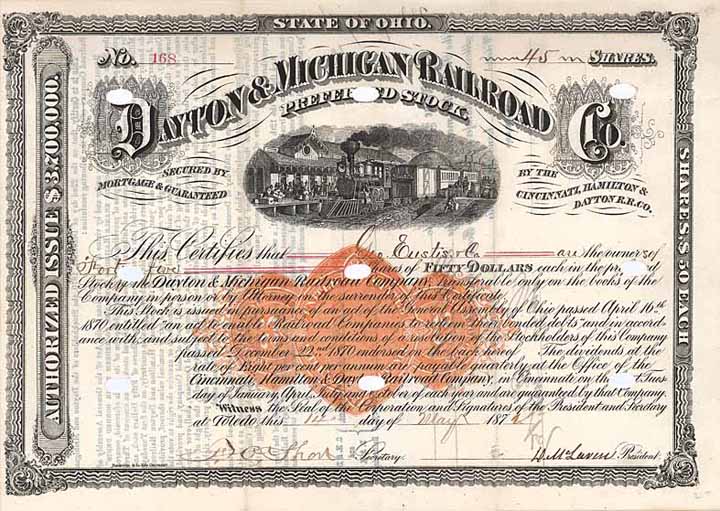 STATE OF OHIO.
No. 168 45 SHARES.
DAYTON & MICHIGAN RAILROAD Co.
PREFERRED STOCK.
SECURED BY
MORTGAGE & GUARANTEED
BY THE
CINCINNATI, HAMILTON &
DAYTON R.R. CO.
AUTHORIZED ISSUE $3,700,000.
SHARES $50 EACH
This Certifies that Geo Eustis & Co are the owners of
Forty five Shares of FIFTY DOLLARS each in the preferred
Stock of the Dayton & Michigan Railroad Company, transferable only on the books of the
Company in person or by Attorney on the surrender of this Certificate.
This Stock is issued in pursuance of an act of the General Assembly of Ohio passed April 16th
1870 entitled "an act to enable Railroad Companies to redeem their bonded debts" and in accord-
ance with and subject to the terms and conditions of a resolution of the Stockholders of this Company
passed December 22nd 1870 endorsed on the back hereof. The dividends at the
rate of Eight per cent per annum are payable quarterly at the Office of the
Cincinnati, Hamilton & Dayton Railroad Company, in Cincinnati on the 1st Tues-
day of January, April, July and October of each year and are guaranteed by that Company.
Witness the Seal of the Corporation and Signatures of the President and Secretary
at Toledo this 1st day of May 187
Short Secretary D. McLaren President.